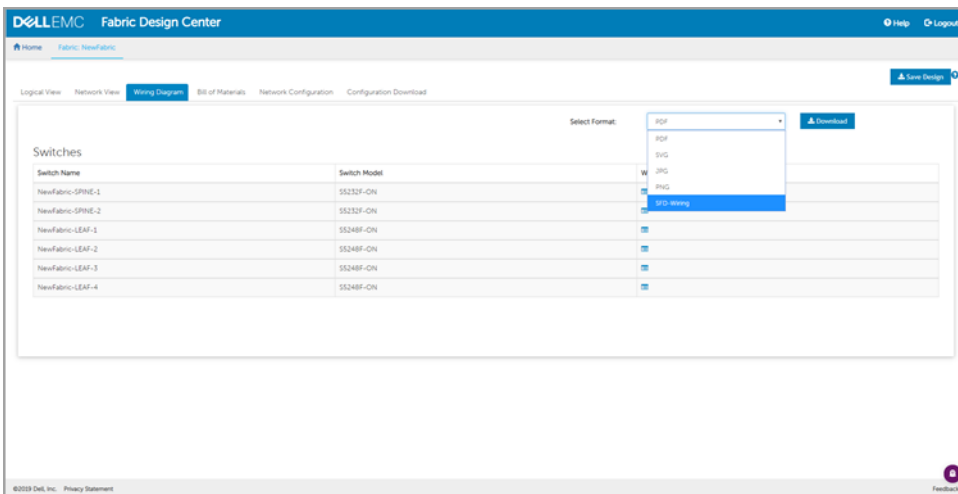 DELLEMC Fabric Design Center Help Logout
Home Fabric: NewFabric
Save Design
Logical View Network View Wiring Diagram Bill of Materials Network Configuration Configuration Download
Select Format: PDF Download
PDF
SVG
JPG
PNG
SFD-Wiring
Switches
Switch Name Switch Model W
NewFabric-SPINE-1 S5232F-ON
NewFabric-SPINE-2 S5232F-ON
NewFabric-LEAF-1 S5248F-ON
NewFabric-LEAF-2 S5248F-ON
NewFabric-LEAF-3 S5248F-ON
NewFabric-LEAF-4 S5248F-ON
©2019 Dell, Inc. Privacy Statement Feedback